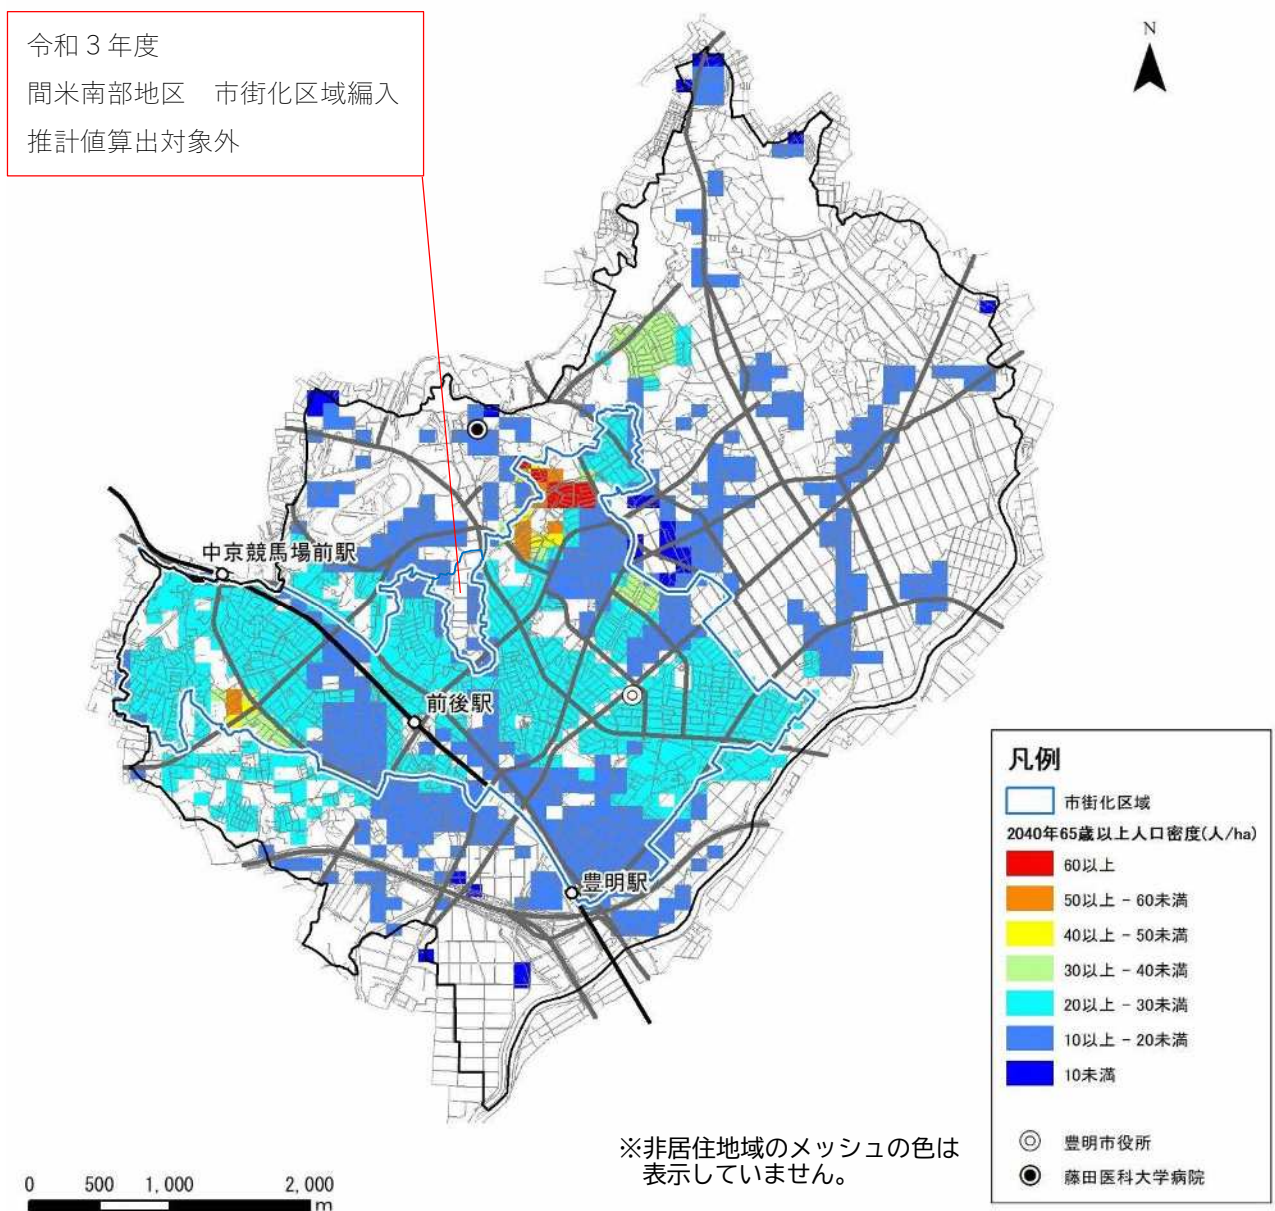 令和３年度
間米南部地区　市街化区域編入
推計値算出対象外
N
中京競馬場前駅
前後駅
豊明駅
凡例
市街化区域
2040年65歳以上人口密度(人/ha)
60以上
50以上 − 60未満
40以上 − 50未満
30以上 − 40未満
20以上 − 30未満
10以上 − 20未満
10未満
豊明市役所
藤田医科大学病院
※非居住地域のメッシュの色は
表示していません。
0 500 1,000 2,000
m